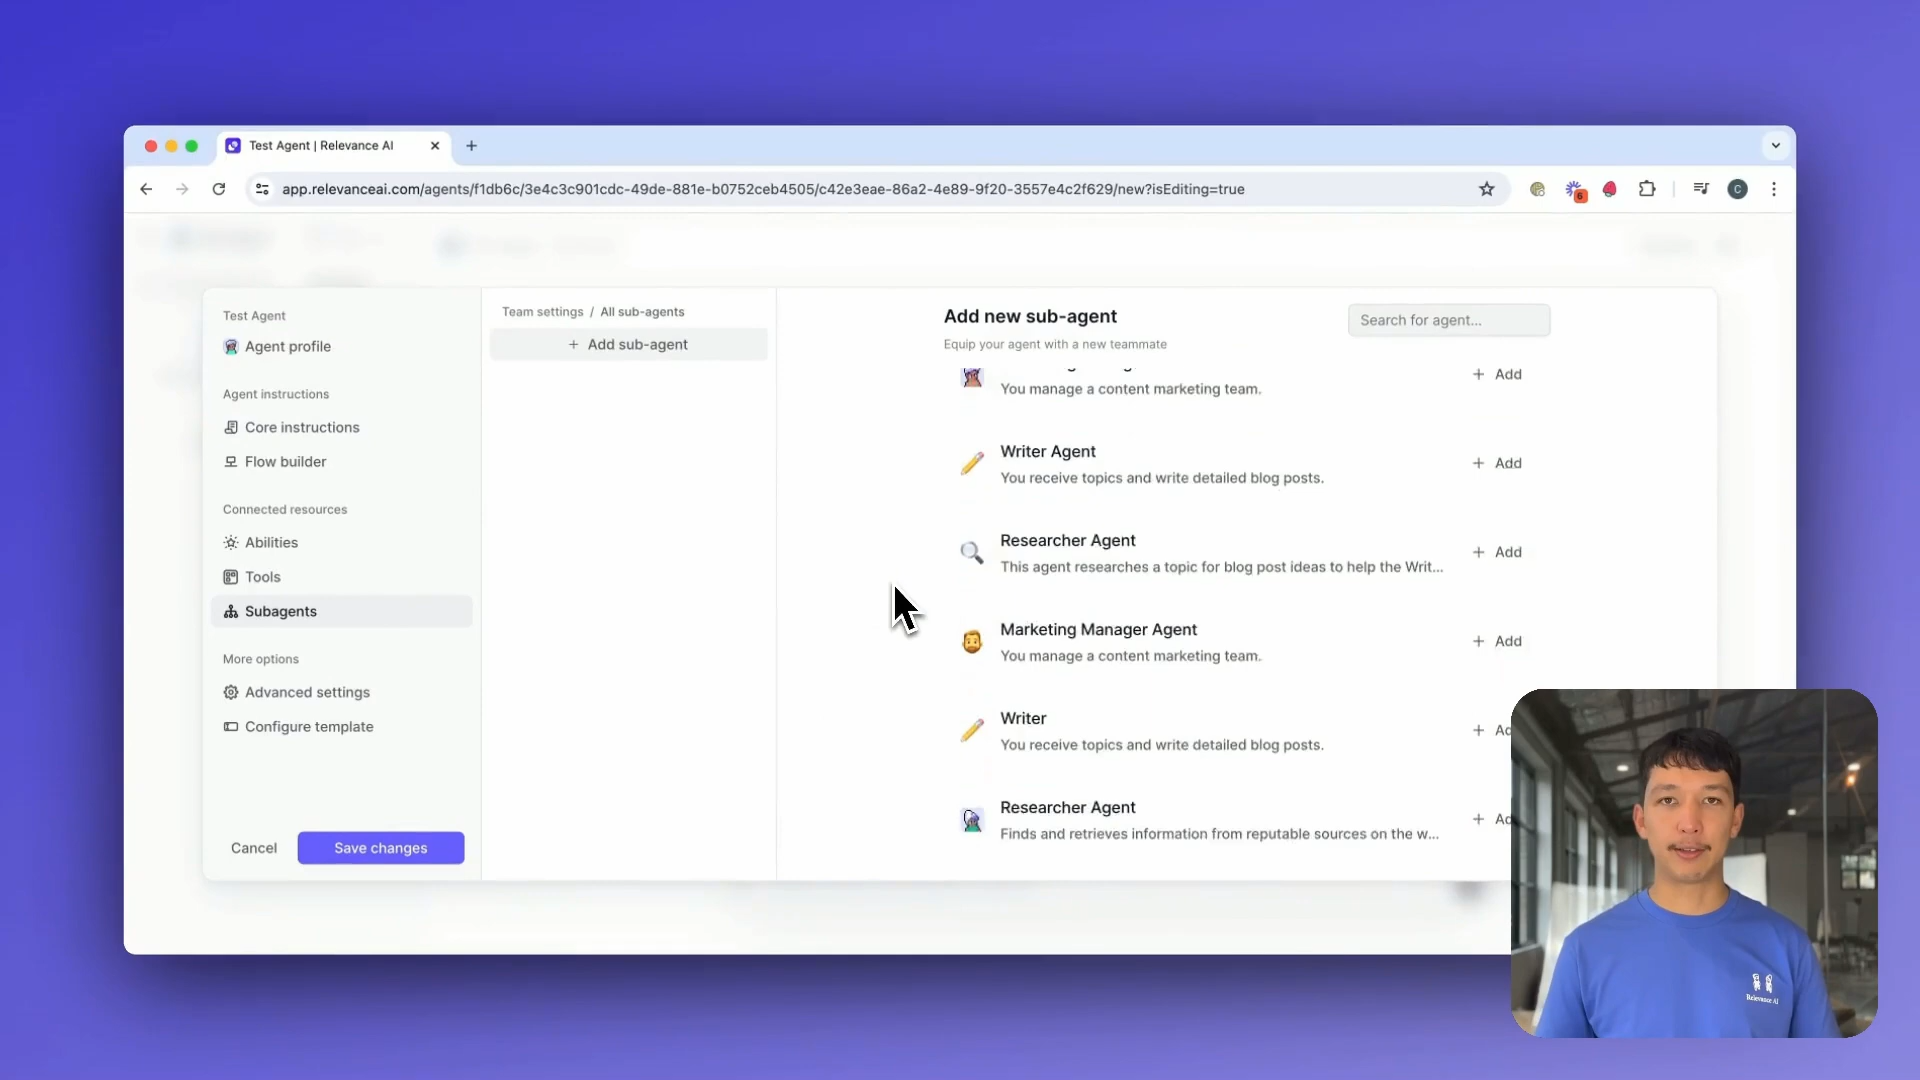 Test Agent | Relevance AI
app.relevanceai.com/agents/f1db6c/3e4c3c901cdc-49de-881e-b0752ceb4505/c42e3eae-86a2-4e89-9f20-3557e4c2f629/new?isEditing=true
6
C
Test Agent
Agent profile
Agent instructions
Core instructions
Flow builder
Connected resources
Abilities
Tools
Subagents
More options
Advanced settings
Configure template
Cancel
Save changes
Team settings / All sub-agents
+ Add sub-agent
Add new sub-agent
Equip your agent with a new teammate
Search for agent...
You manage a content marketing team.
+ Add
Writer Agent
You receive topics and write detailed blog posts.
+ Add
Researcher Agent
This agent researches a topic for blog post ideas to help the Writ...
+ Add
Marketing Manager Agent
You manage a content marketing team.
+ Add
Writer
You receive topics and write detailed blog posts.
+ Ad
Researcher Agent
Finds and retrieves information from reputable sources on the w...
+ Ad
Relevance AI